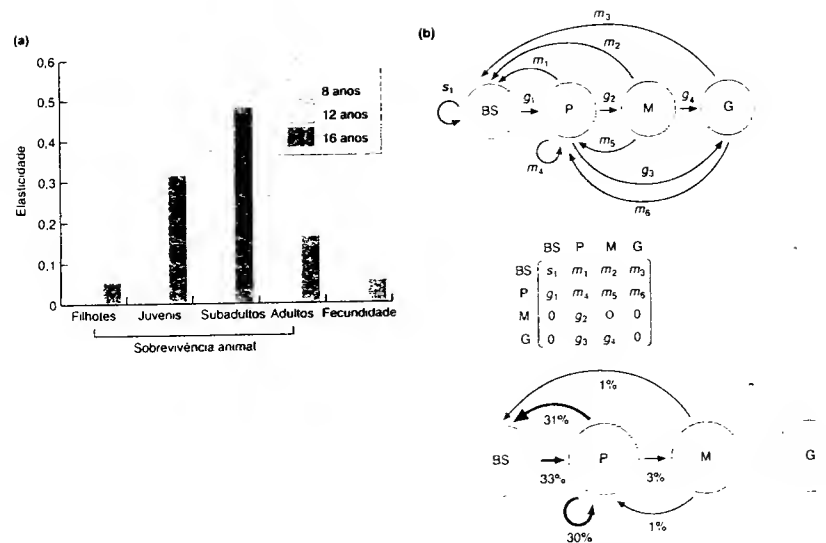 (a)
0,6
0,5
0,4
0,3
0,2
0,1
0
Elasticidade
8 anos
12 anos
16 anos
Filhotes Juvenis Subadultos Adultos Fecundidade
Sobrevivência animal
(b)
m3
m2
m1
s1
BS g1 P g2 M g4 G
m5
m4
g3
m6
BS P M G
BS s1 m1 m2 m3
P g1 m4 m5 m6
M 0 g2 0 0
G 0 g3 g4 0
1%
31%
BS P M G
33% 3%
1%
30%